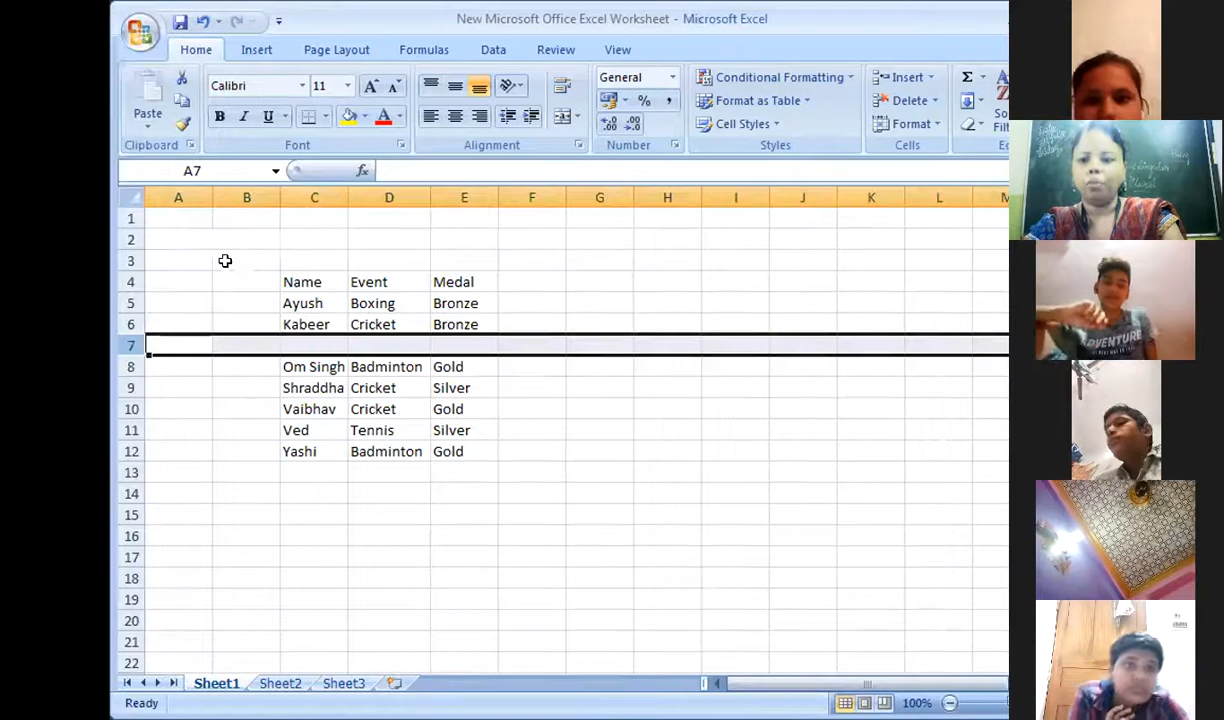 New Microsoft Office Excel Worksheet - Microsoft Excel
Home Insert Page Layout Formulas Data Review View
Calibri 11 General Conditional Formatting Insert Σ
Paste B I U A % , Format as Table Delete
Cell Styles Format
Clipboard Font Alignment Number Styles Cells
A7 fx
A B C D E F G H I J K L M
1
2
3
4 Name Event Medal
5 Ayush Boxing Bronze
6 Kabeer Cricket Bronze
7
8 Om Singh Badminton Gold
9 Shraddha Cricket Silver
10 Vaibhav Cricket Gold
11 Ved Tennis Silver
12 Yashi Badminton Gold
13
14
15
16
17
18
19
20
21
22
Sheet1 Sheet2 Sheet3
Ready 100%
ADVENTURE